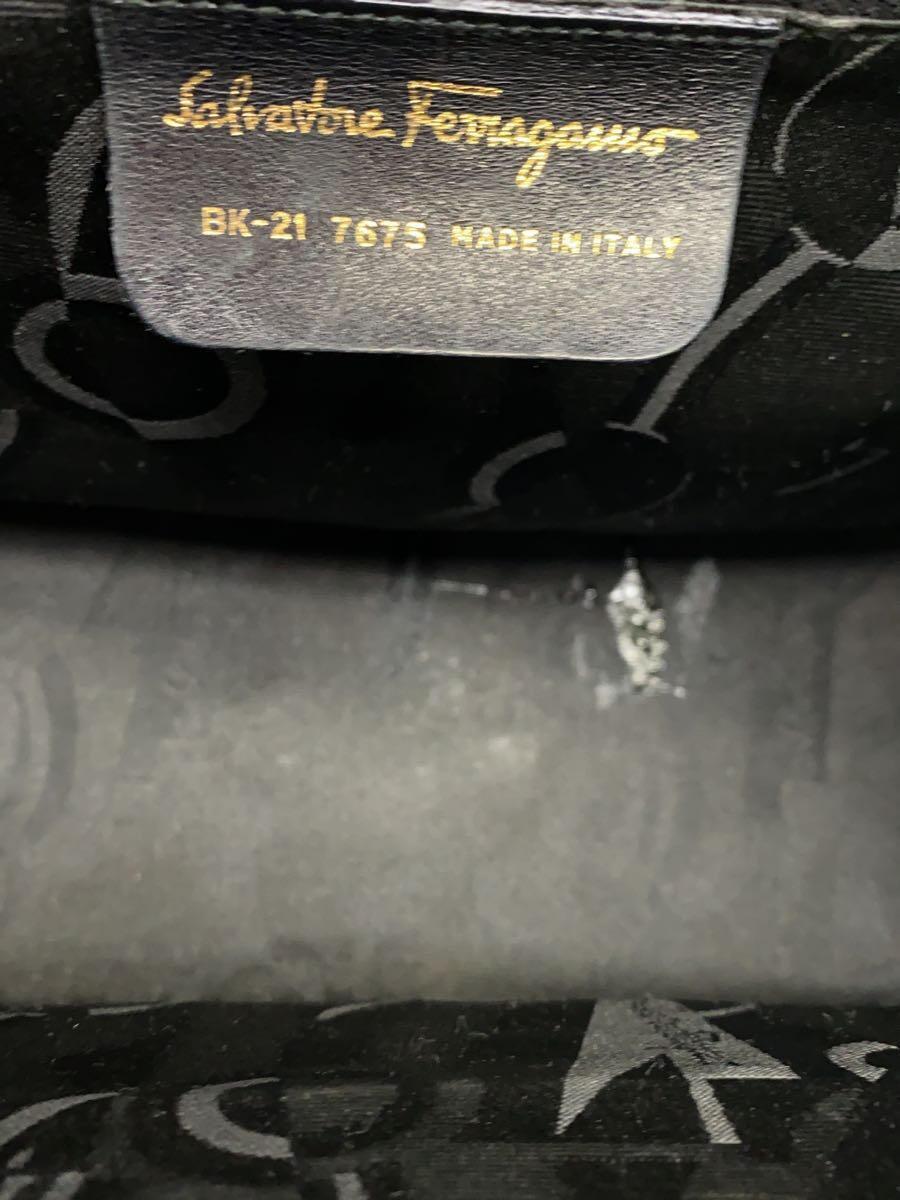 Salvatore Ferragamo
BK-21 7675 MADE IN ITALY